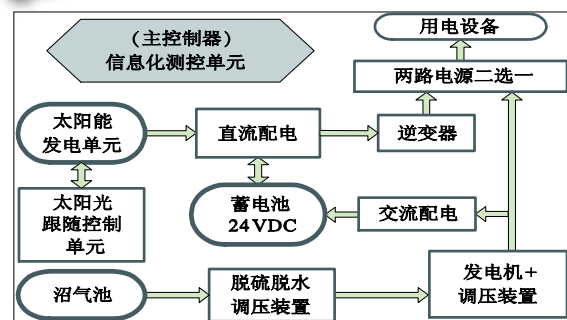 (主控制器)
信息化测控单元
用电设备
两路电源二选一
太阳能
发电单元
直流配电
逆变器
太阳光
跟随控制
单元
蓄电池
24VDC
交流配电
沼气池
脱硫脱水
调压装置
发电机+
调压装置